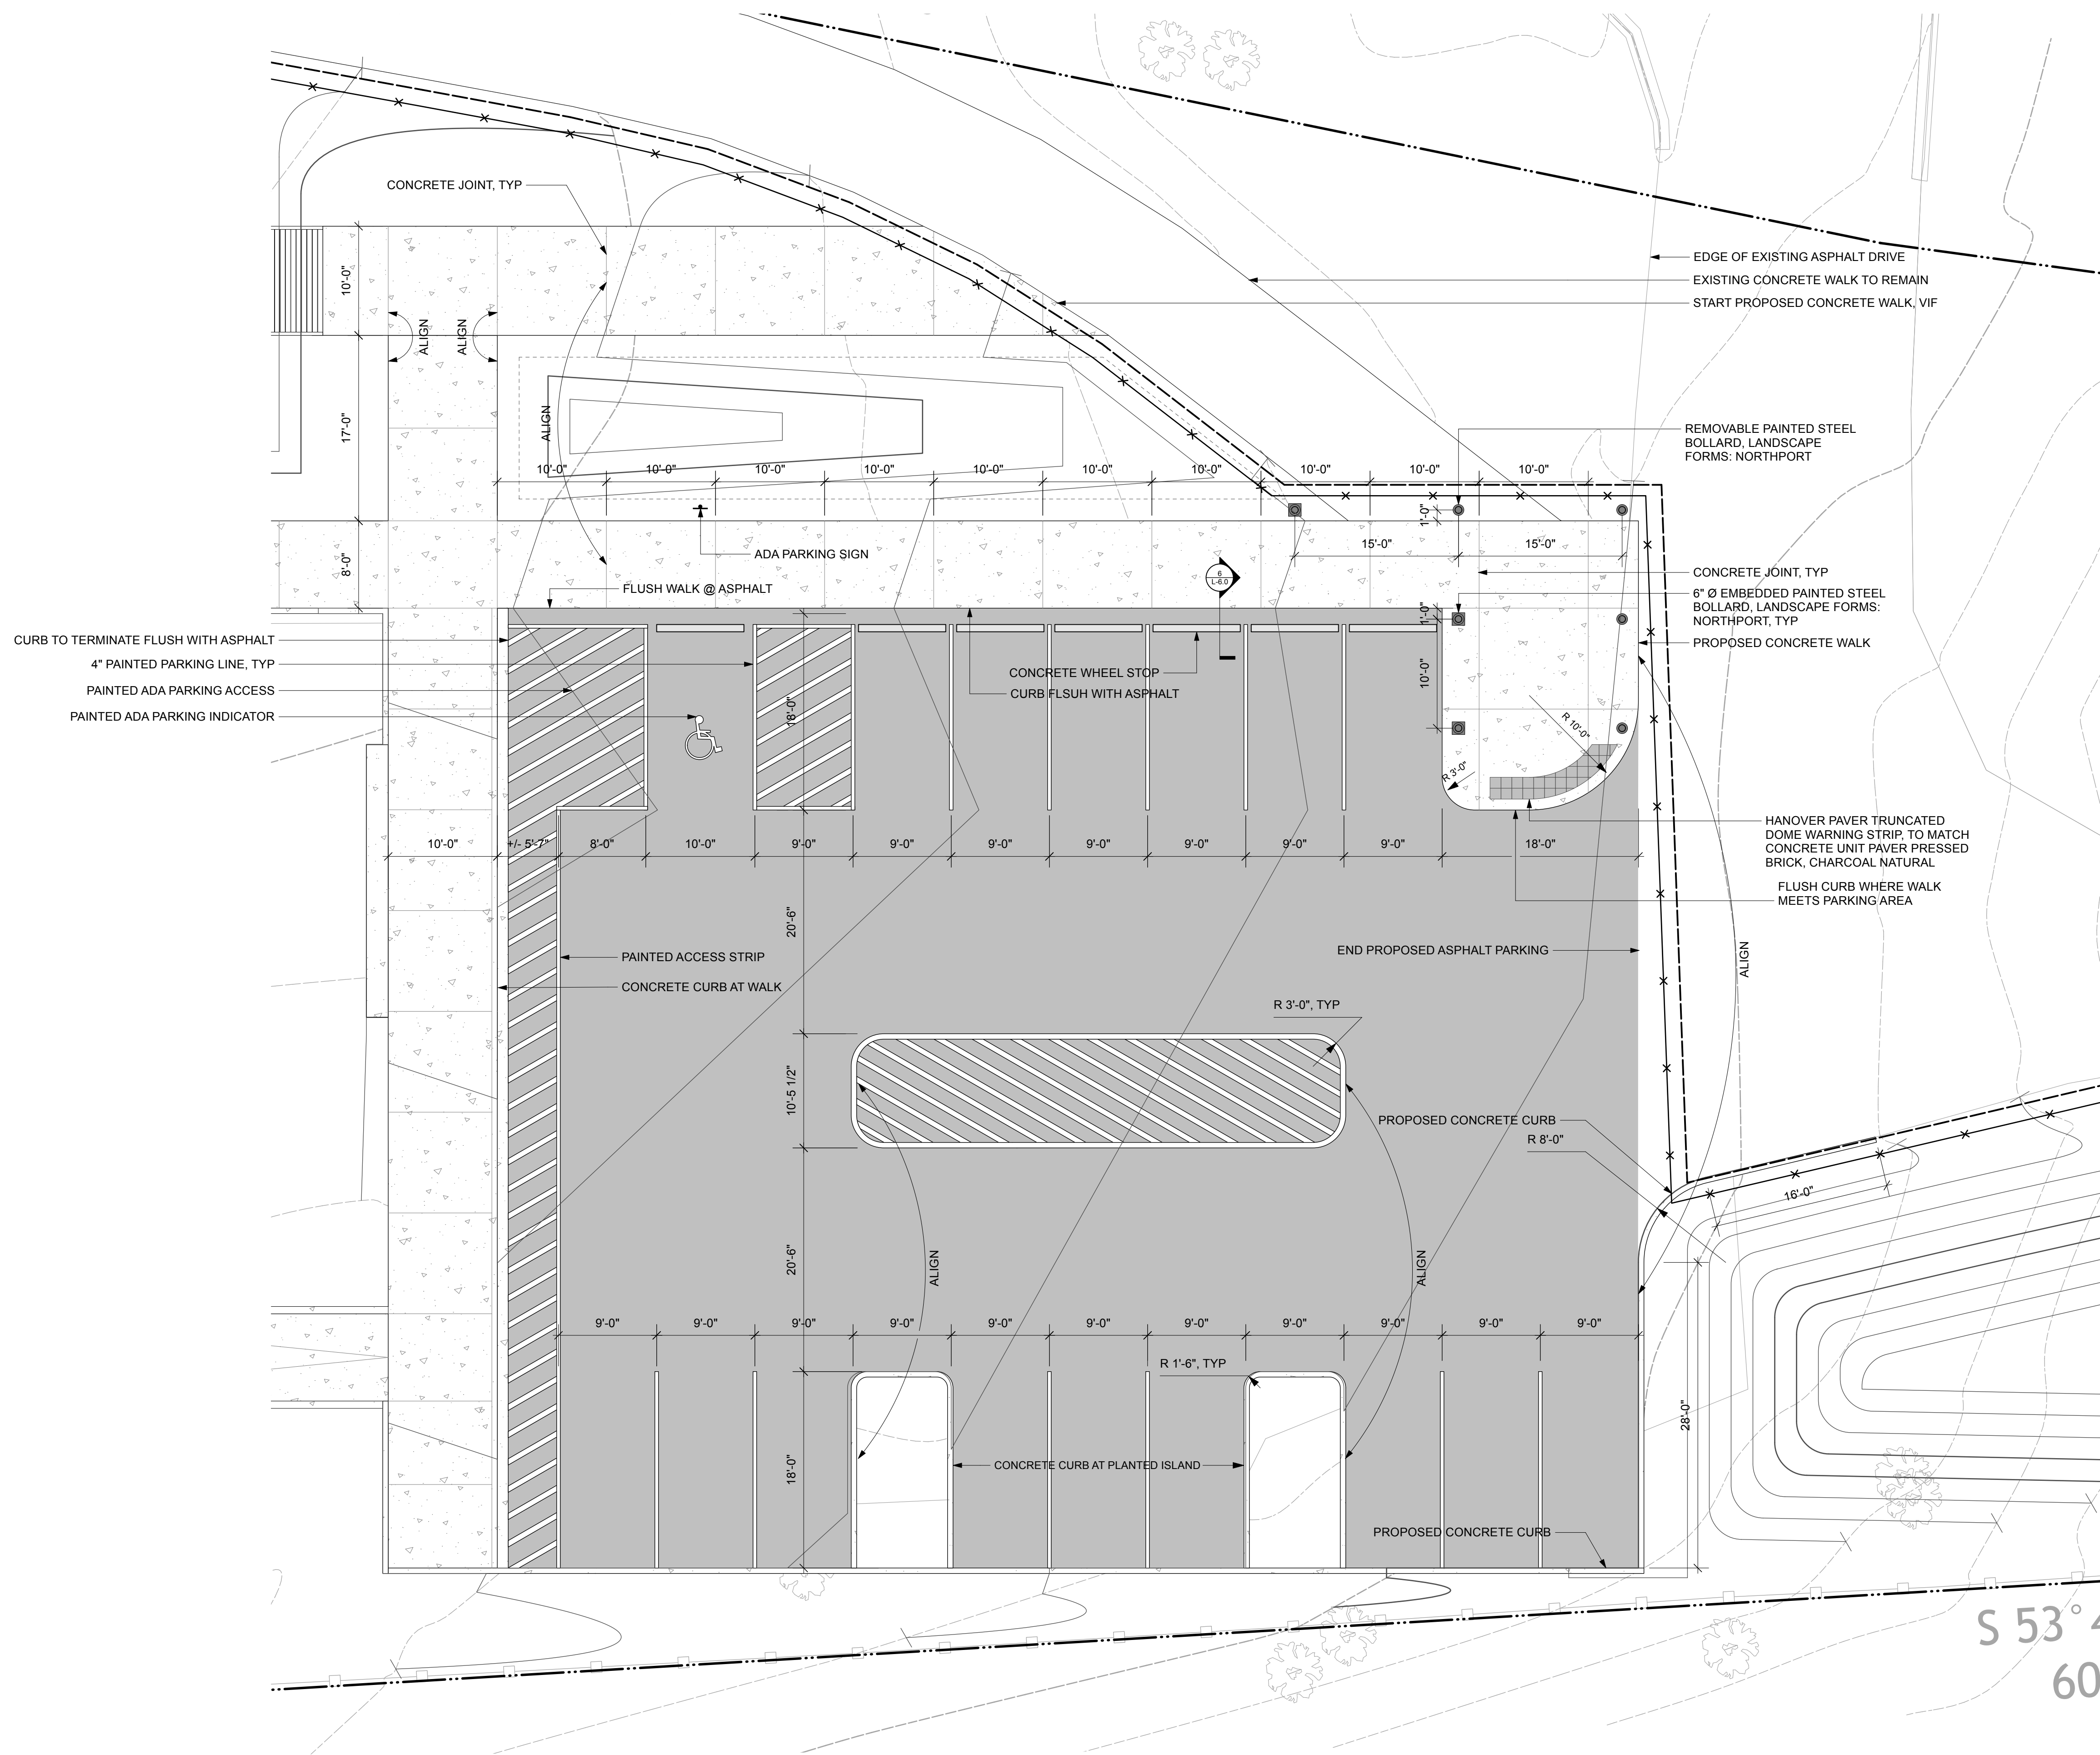 CONCRETE JOINT, TYP
EDGE OF EXISTING ASPHALT DRIVE
EXISTING CONCRETE WALK TO REMAIN
START PROPOSED CONCRETE WALK, VIF
10'-0"
ALIGN
ALIGN
17'-0"
ALIGN
REMOVABLE PAINTED STEEL
BOLLARD, LANDSCAPE
FORMS: NORTHPORT
10'-0"
10'-0"
10'-0"
10'-0"
10'-0"
10'-0"
10'-0"
10'-0"
10'-0"
10'-0"
1'-0"
15'-0"
15'-0"
ADA PARKING SIGN
8'-0"
6
L-6.0
CONCRETE JOINT, TYP
FLUSH WALK @ ASPHALT
6" Ø EMBEDDED PAINTED STEEL
BOLLARD, LANDSCAPE FORMS:
NORTHPORT, TYP
1'-0"
CURB TO TERMINATE FLUSH WITH ASPHALT
PROPOSED CONCRETE WALK
4" PAINTED PARKING LINE, TYP
CONCRETE WHEEL STOP
10'-0"
PAINTED ADA PARKING ACCESS
CURB FLSUH WITH ASPHALT
PAINTED ADA PARKING INDICATOR
18'-0"
R 10'-0"
R 3'-0"
HANOVER PAVER TRUNCATED
DOME WARNING STRIP, TO MATCH
CONCRETE UNIT PAVER PRESSED
BRICK, CHARCOAL NATURAL
10'-0"
+/- 5'-7"
8'-0"
10'-0"
9'-0"
9'-0"
9'-0"
9'-0"
9'-0"
9'-0"
9'-0"
18'-0"
FLUSH CURB WHERE WALK
MEETS PARKING AREA
20'-6"
PAINTED ACCESS STRIP
END PROPOSED ASPHALT PARKING
ALIGN
CONCRETE CURB AT WALK
R 3'-0", TYP
10'-5 1/2"
PROPOSED CONCRETE CURB
R 8'-0"
16'-0"
20'-6"
ALIGN
ALIGN
9'-0"
9'-0"
9'-0"
9'-0"
9'-0"
9'-0"
9'-0"
9'-0"
9'-0"
9'-0"
9'-0"
R 1'-6", TYP
28'-0"
18'-0"
CONCRETE CURB AT PLANTED ISLAND
PROPOSED CONCRETE CURB
S 53°
60